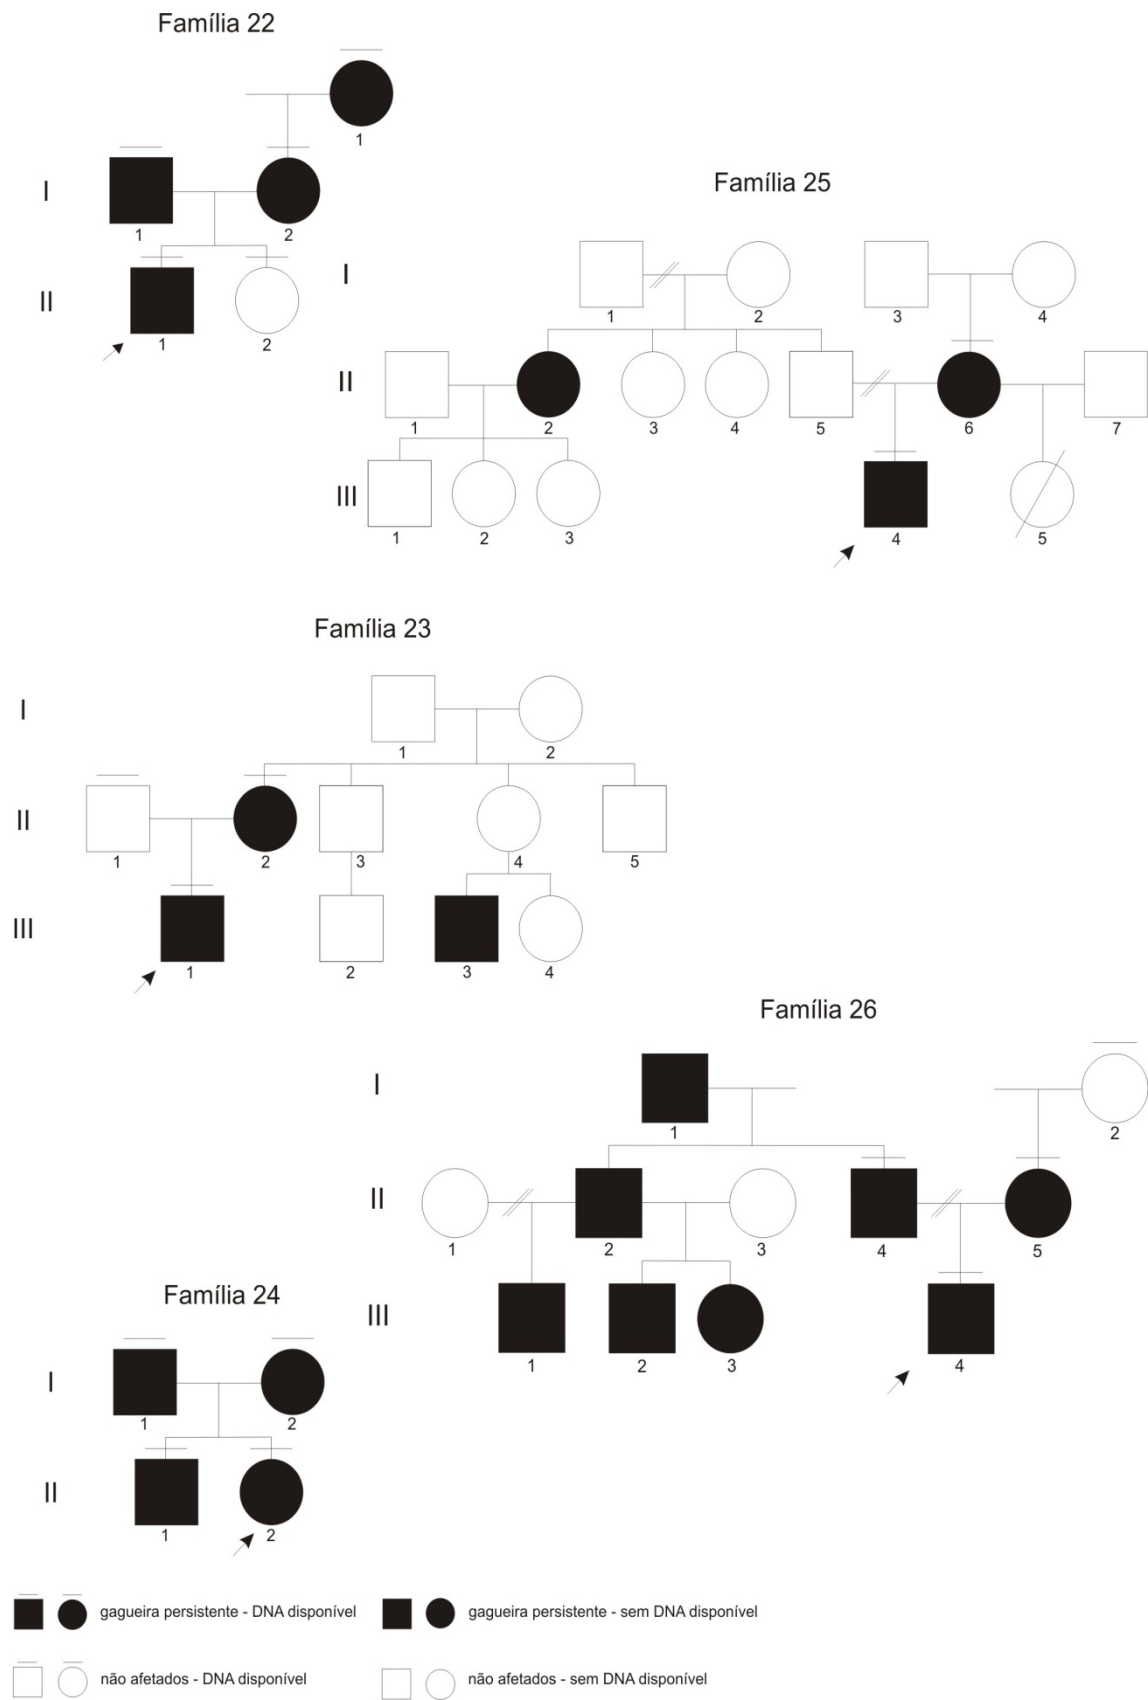 Família 22
1
I
1
2
II
1
2
Família 25
I
1
2
3
4
II
1
2
3
4
5
6
7
III
1
2
3
4
5
Família 23
I
1
2
II
1
2
3
4
5
III
1
2
3
4
Família 26
I
1
2
II
1
2
3
4
5
III
1
2
3
4
Família 24
I
1
2
II
1
2
gagueira persistente - DNA disponível
gagueira persistente - sem DNA disponível
não afetados - DNA disponível
não afetados - sem DNA disponível